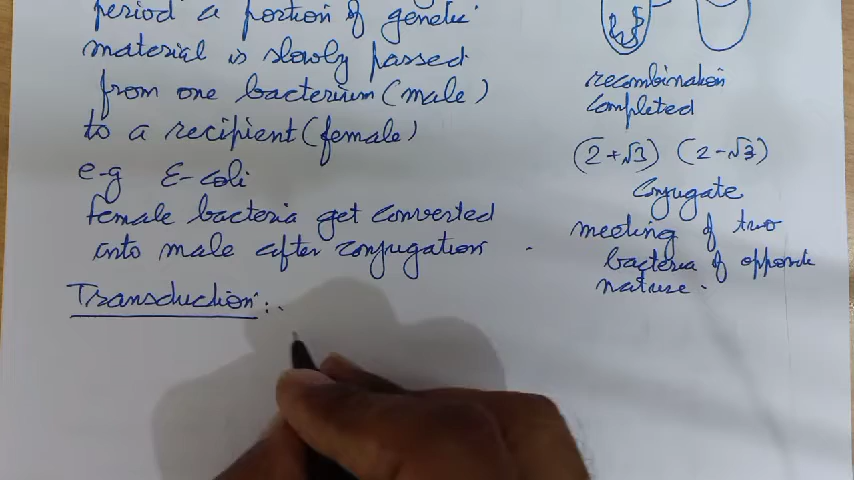 period a portion of genetic
material is slowly passed
from one bacterium (male)
to a recipient (female)
e-g E-coli
female bacteria get converted
into male after conjugation
Transduction:-
recombination
completed
(2+√3) (2-√3)
Conjugate
meeting of two
bacteria of opposite
nature.